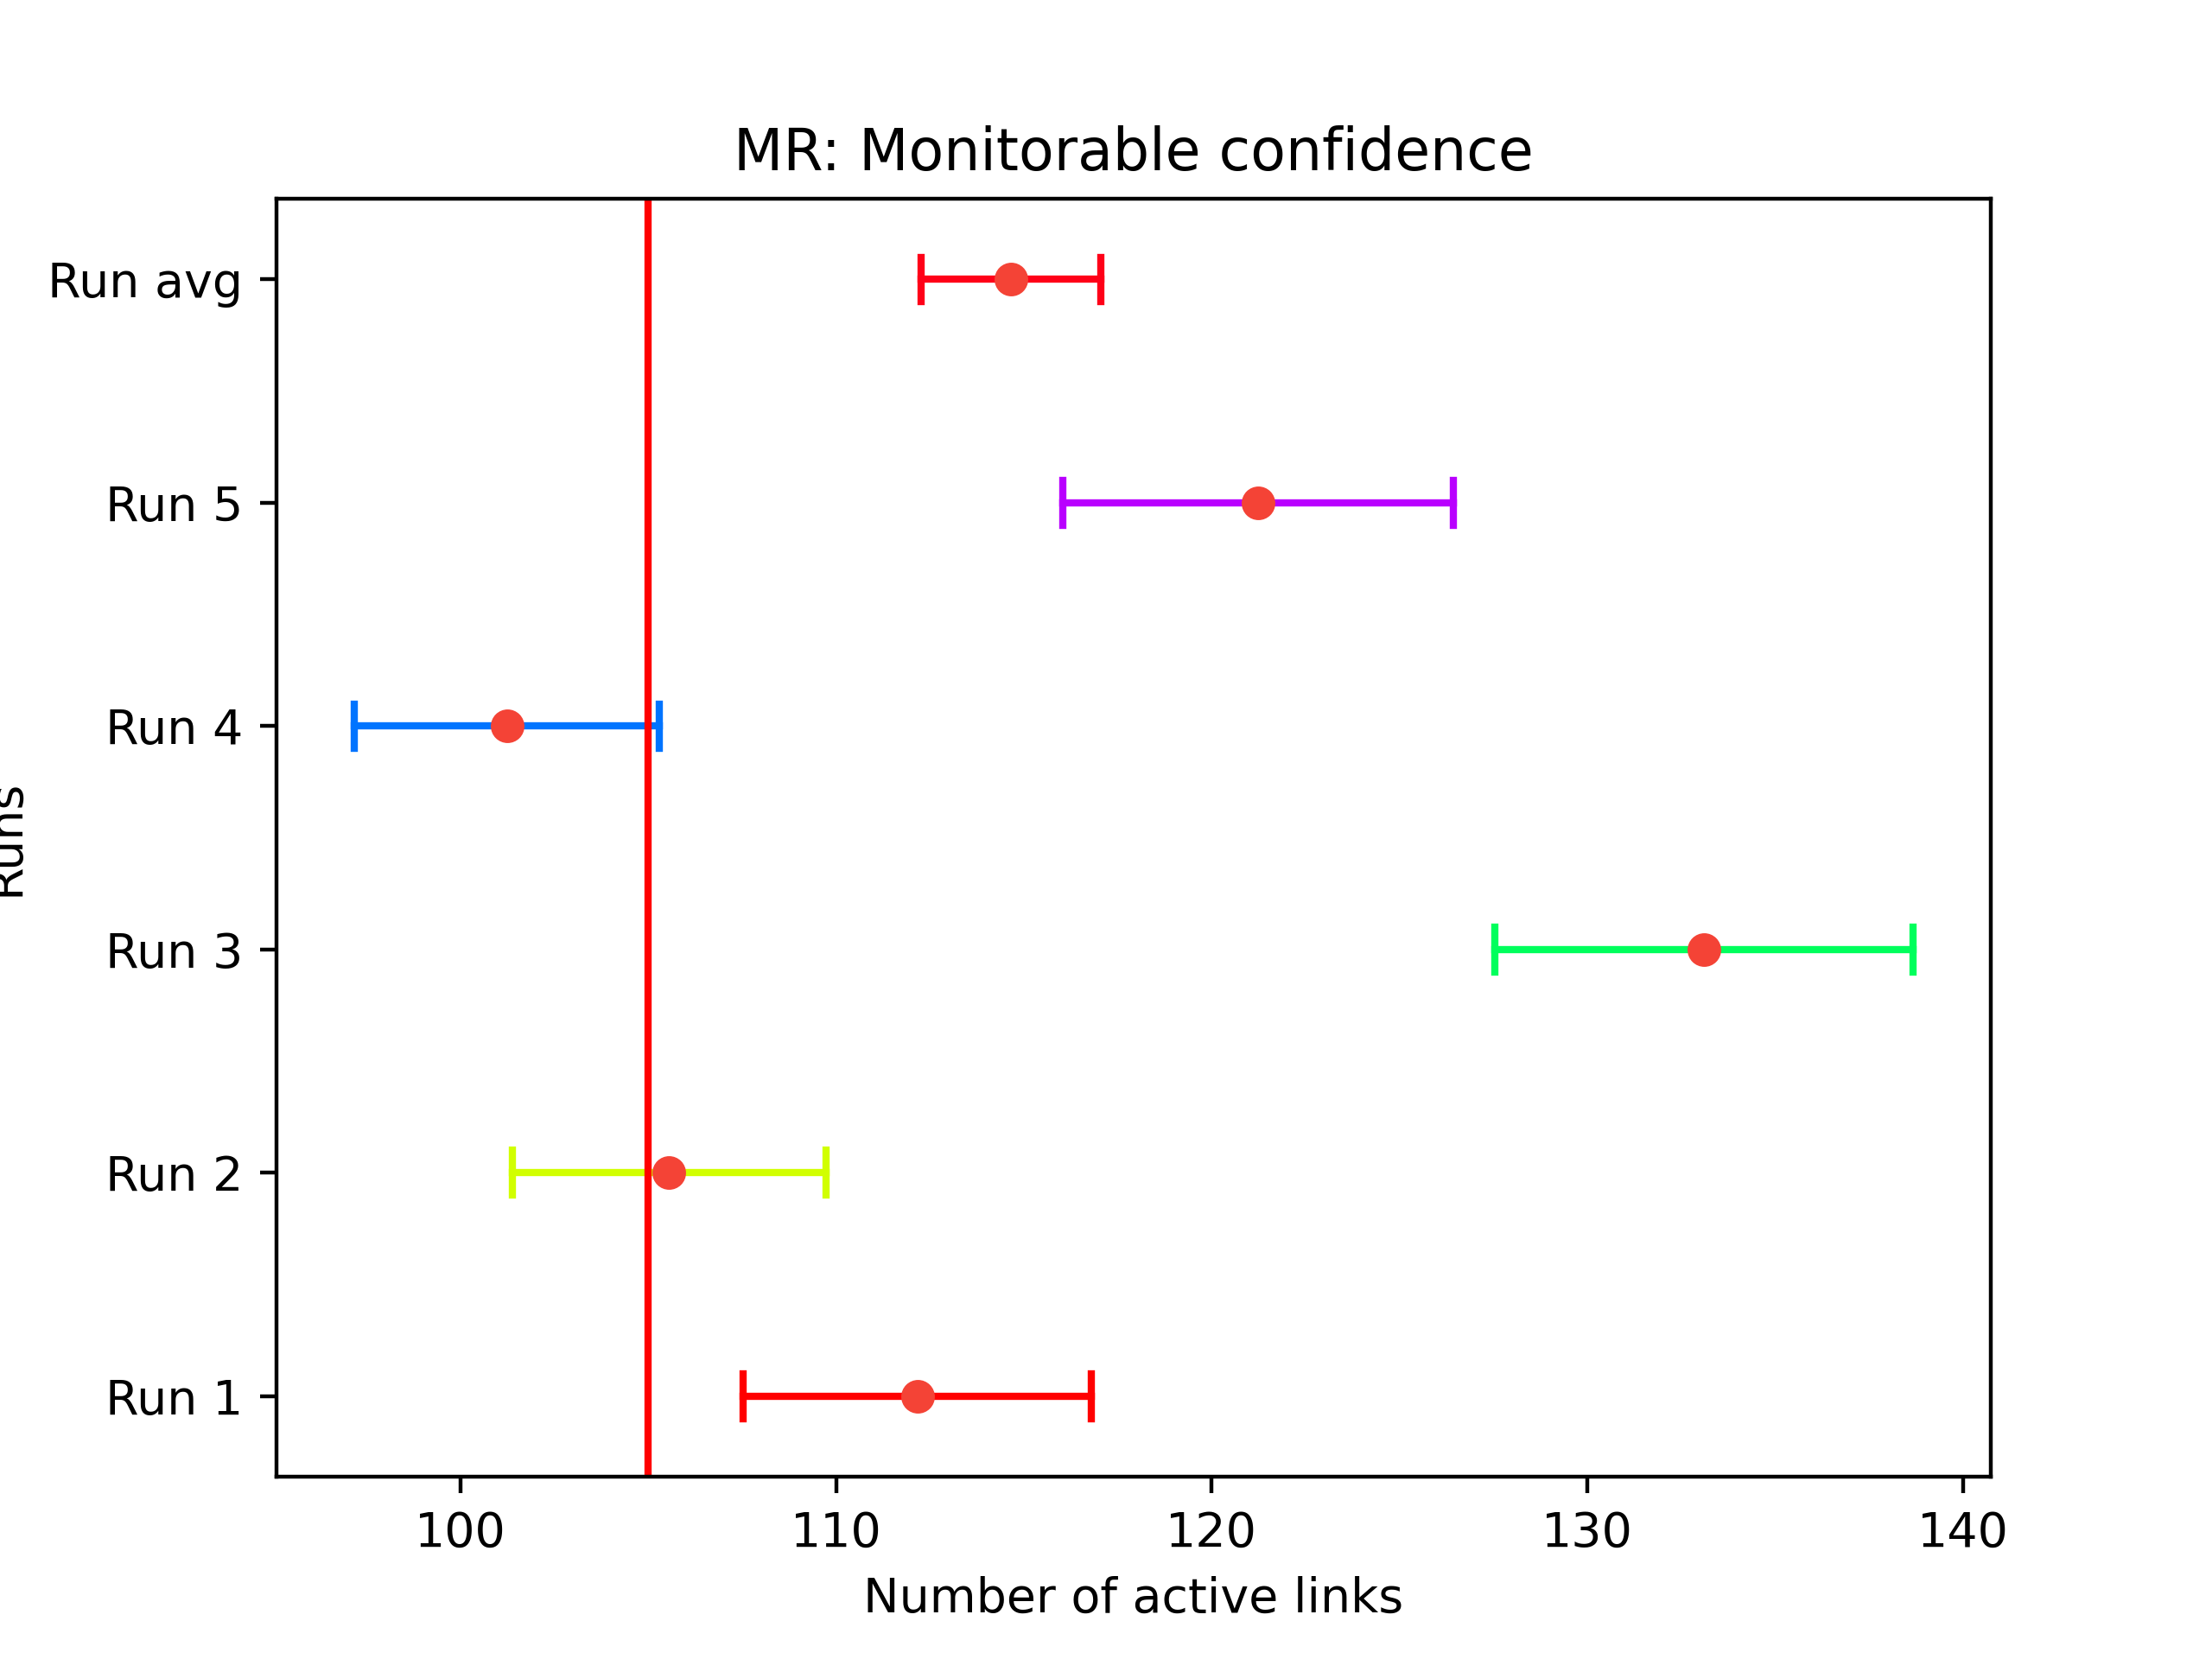 MR: Monitorable confidence
Run avg
Run 5
Run 4
Runs
Run 3
Run 2
Run 1
100 110 120 130 140
Number of active links